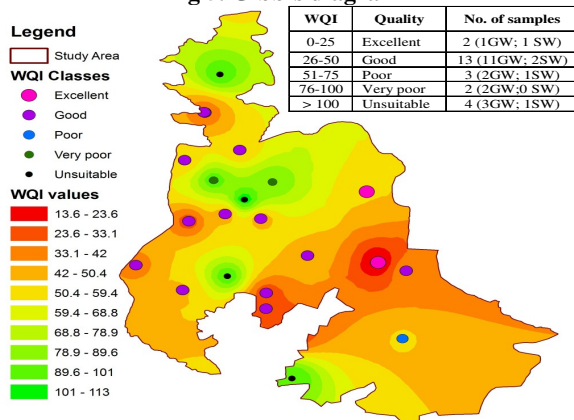 Legend
Study Area
WQI Classes
Excellent
Good
Poor
Very poor
Unsuitable
WQI values
13.6 - 23.6
23.6 - 33.1
33.1 - 42
42 - 50.4
50.4 - 59.4
59.4 - 68.8
68.8 - 78.9
78.9 - 89.6
89.6 - 101
101 - 113
WQI Quality No. of samples
0-25 Excellent 2 (1GW; 1 SW)
26-50 Good 13 (11GW; 2SW)
51-75 Poor 3 (2GW; 1SW)
76-100 Very poor 2 (2GW;0 SW)
> 100 Unsuitable 4 (3GW; 1SW)